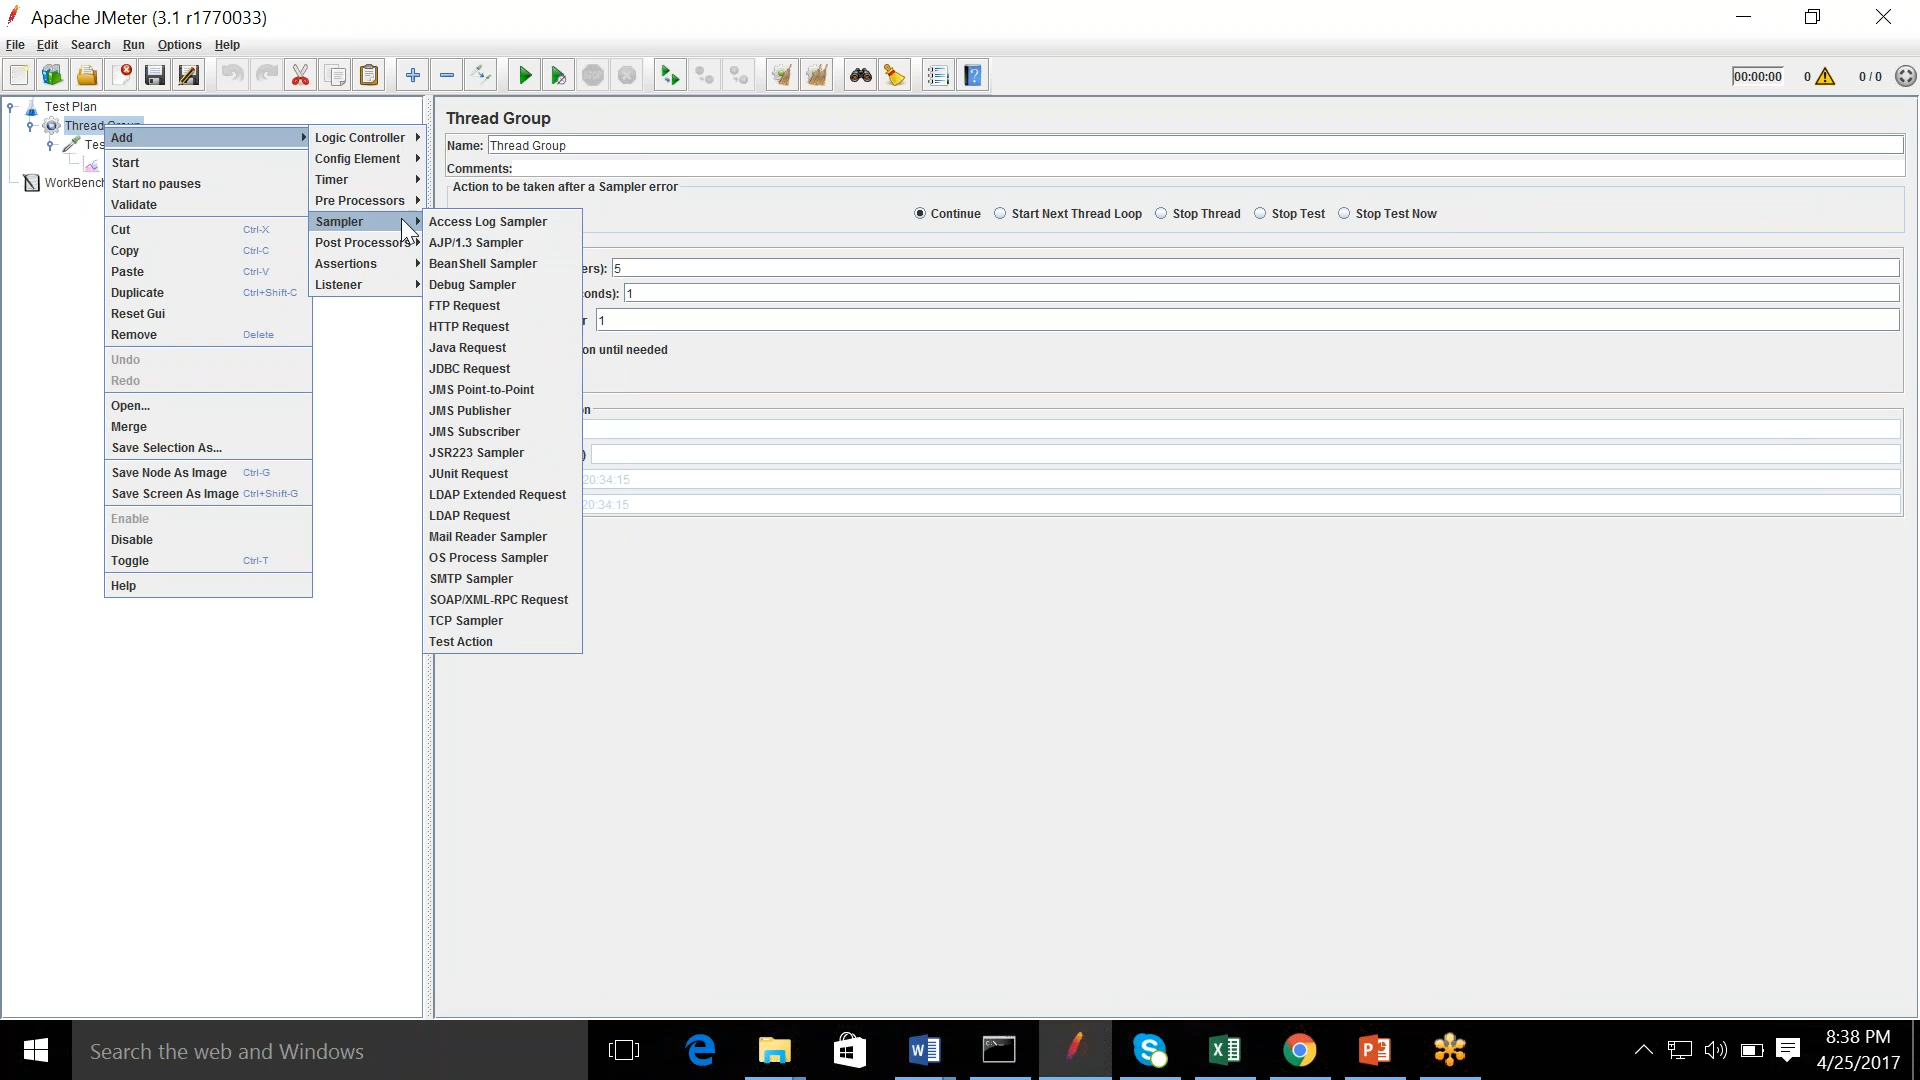 Apache JMeter (3.1 r1770033)
File Edit Search Run Options Help
00:00:00 0 0 / 0
Test Plan
Thread Group
Tes
WorkBench
Add
Start
Start no pauses
Validate
Cut Ctrl-X
Copy Ctrl-C
Paste Ctrl-V
Duplicate Ctrl+Shift-C
Reset Gui
Remove Delete
Undo
Redo
Open...
Merge
Save Selection As...
Save Node As Image Ctrl-G
Save Screen As Image Ctrl+Shift-G
Enable
Disable
Toggle Ctrl-T
Help
Logic Controller
Config Element
Timer
Pre Processors
Sampler
Post Processors
Assertions
Listener
Access Log Sampler
AJP/1.3 Sampler
BeanShell Sampler
Debug Sampler
FTP Request
HTTP Request
Java Request
JDBC Request
JMS Point-to-Point
JMS Publisher
JMS Subscriber
JSR223 Sampler
JUnit Request
LDAP Extended Request
LDAP Request
Mail Reader Sampler
OS Process Sampler
SMTP Sampler
SOAP/XML-RPC Request
TCP Sampler
Test Action
Thread Group
Name: Thread Group
Comments:
Action to be taken after a Sampler error
Continue Start Next Thread Loop Stop Thread Stop Test Stop Test Now
ers): 5
onds): 1
r 1
on until needed
n
)
20:34:15
20:34:15
Search the web and Windows
8:38 PM
4/25/2017